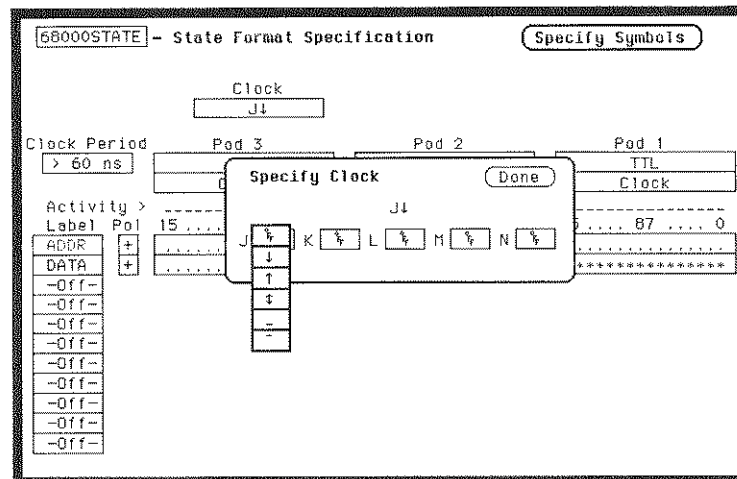 68000STATE – State Format Specification
Specify Symbols
Clock
J↓
Clock Period
> 60 ns
Pod 3
Pod 2
Pod 1
TTL
Clock
Specify Clock
Done
J↓
J K L M N
↓
↑
↕
Activity >
Label Pol 15 ....
.... 87 .... 0
ADDR +
DATA + ****************
-Off-
-Off-
-Off-
-Off-
-Off-
-Off-
-Off-
-Off-
-Off-